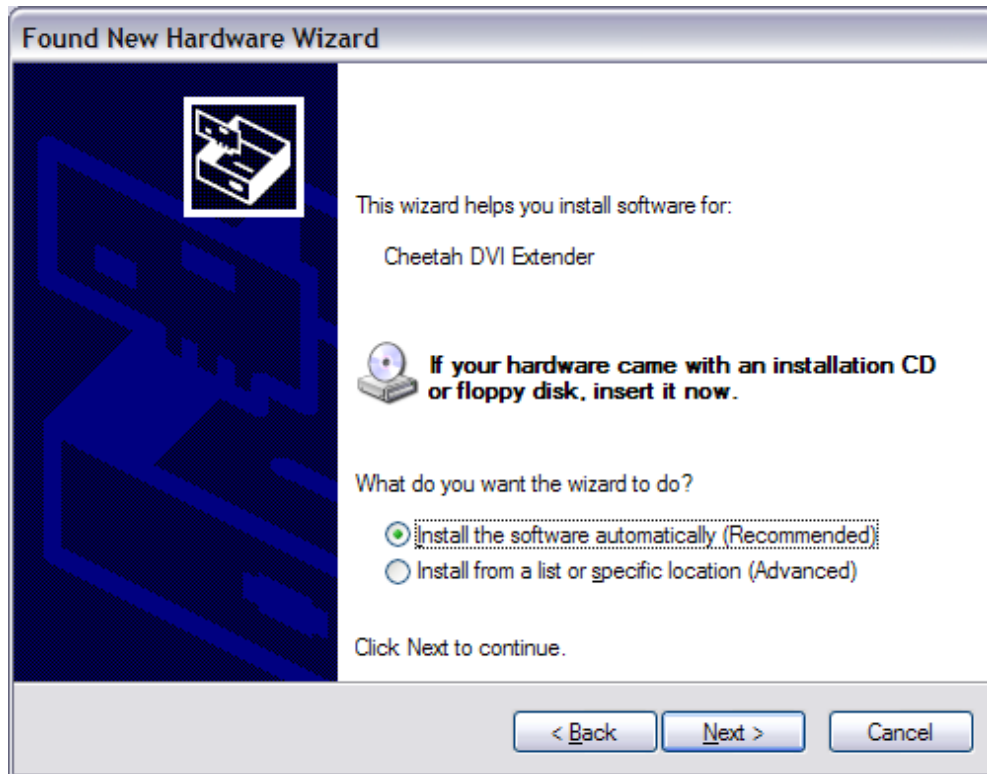 Found New Hardware Wizard
This wizard helps you install software for:
Cheetah DVI Extender
If your hardware came with an installation CD
or floppy disk, insert it now.
What do you want the wizard to do?
Install the software automatically (Recommended)
Install from a list or specific location (Advanced)
Click Next to continue.
< Back
Next >
Cancel